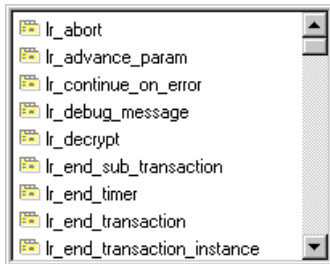 lr_abort
lr_advance_param
lr_continue_on_error
lr_debug_message
lr_decrypt
lr_end_sub_transaction
lr_end_timer
lr_end_transaction
lr_end_transaction_instance